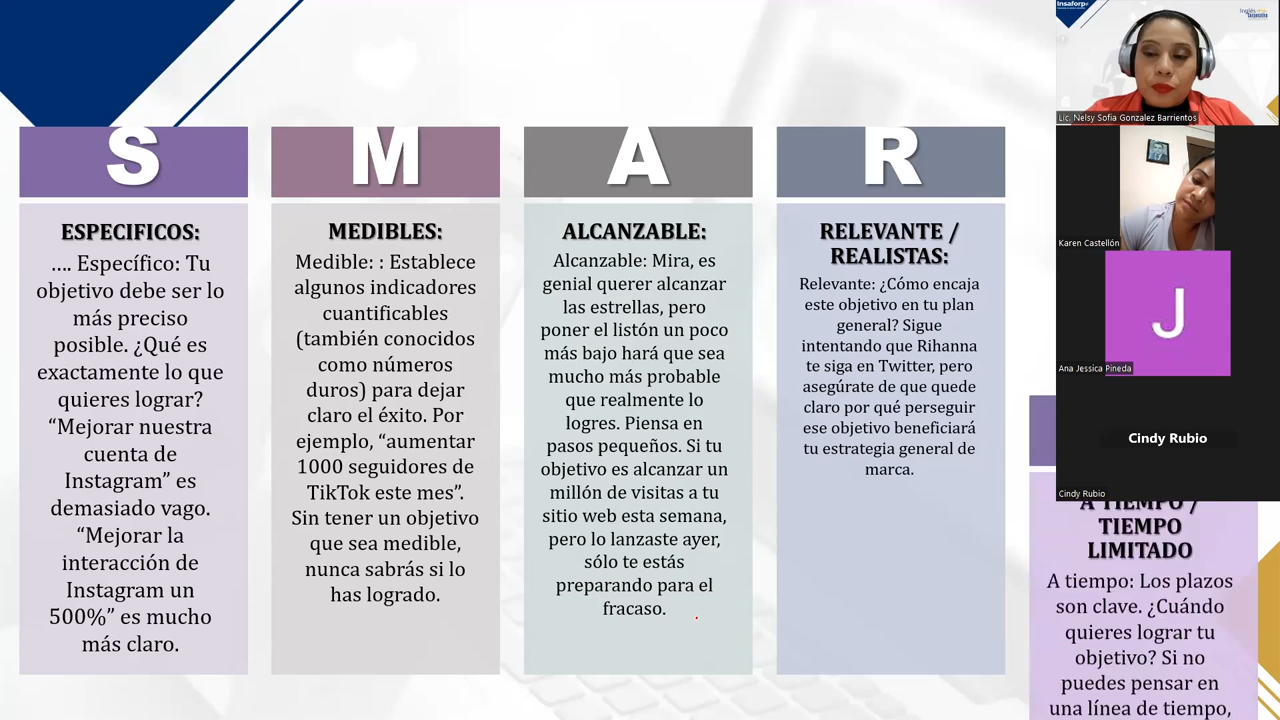 S
ESPECIFICOS:
…. Específico: Tu
objetivo debe ser lo
más preciso
posible. ¿Qué es
exactamente lo que
quieres lograr?
“Mejorar nuestra
cuenta de
Instagram” es
demasiado vago.
“Mejorar la
interacción de
Instagram un
500%” es mucho
más claro.
M
MEDIBLES:
Medible: : Establece
algunos indicadores
cuantificables
(también conocidos
como números
duros) para dejar
claro el éxito. Por
ejemplo, “aumentar
1000 seguidores de
TikTok este mes”.
Sin tener un objetivo
que sea medible,
nunca sabrás si lo
has logrado.
A
ALCANZABLE:
Alcanzable: Mira, es
genial querer alcanzar
las estrellas, pero
poner el listón un poco
más bajo hará que sea
mucho más probable
que realmente lo
logres. Piensa en
pasos pequeños. Si tu
objetivo es alcanzar un
millón de visitas a tu
sitio web esta semana,
pero lo lanzaste ayer,
sólo te estás
preparando para el
fracaso.
R
RELEVANTE /
REALISTAS:
Relevante: ¿Cómo encaja
este objetivo en tu plan
general? Sigue
intentando que Rihanna
te siga en Twitter, pero
asegúrate de que quede
claro por qué perseguir
ese objetivo beneficiará
tu estrategia general de
marca.
A TIEMPO /
TIEMPO
LIMITADO
A tiempo: Los plazos
son clave. ¿Cuándo
quieres lograr tu
objetivo? Si no
puedes pensar en
una línea de tiempo,
Insaforp
Lic. Nelsy Sofia Gonzalez Barrientos
Karen Castellón
J
Ana Jessica Pineda
Cindy Rubio
Cindy Rubio